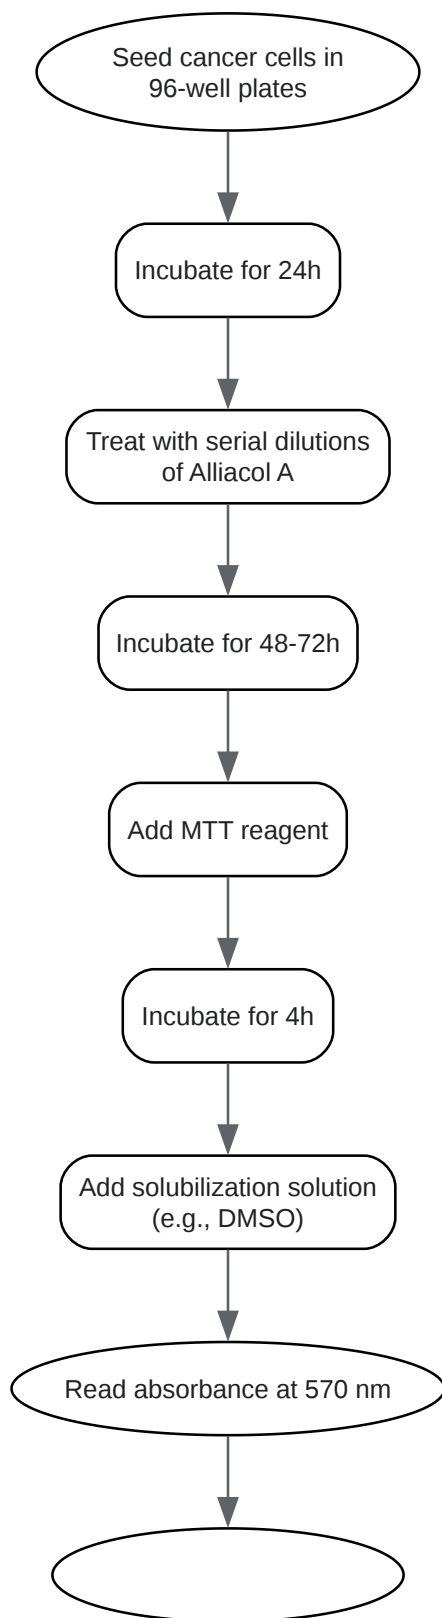 Seed cancer cells in
96-well plates
Incubate for 24h
Treat with serial dilutions
of Alliacol A
Incubate for 48-72h
Add MTT reagent
Incubate for 4h
Add solubilization solution
(e.g., DMSO)
Read absorbance at 570 nm